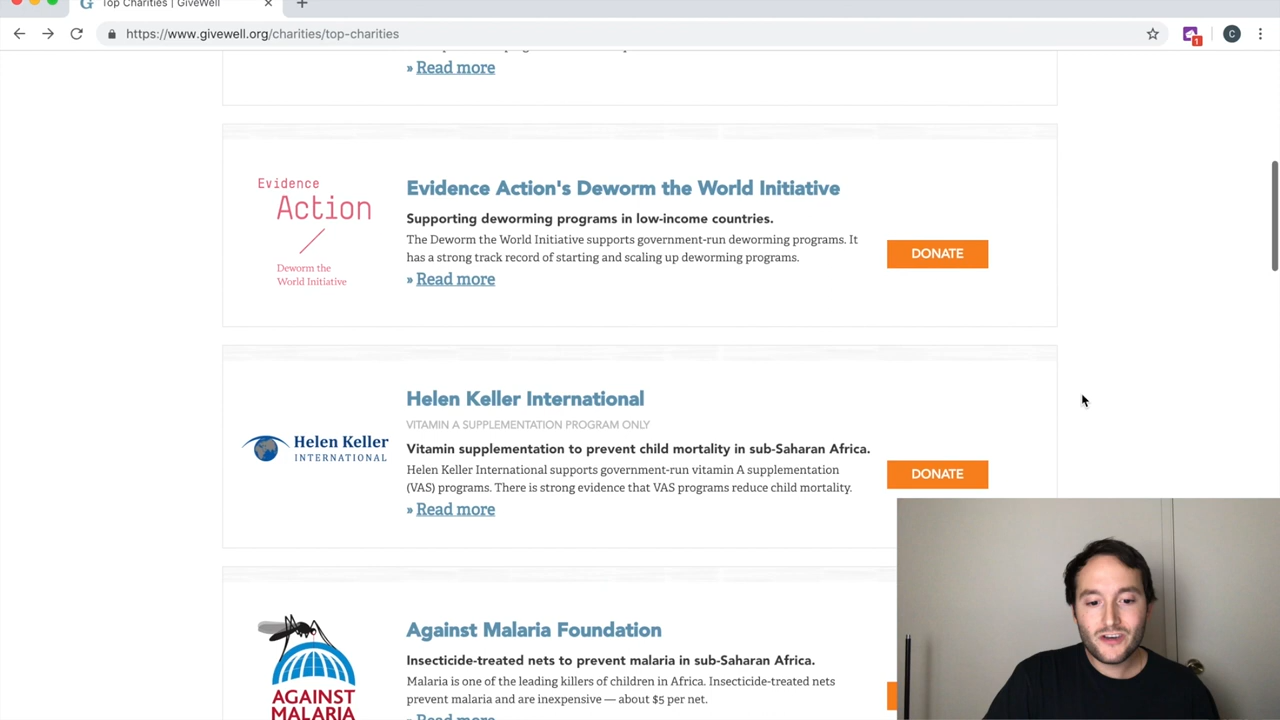 Top Charities | GiveWell
https://www.givewell.org/charities/top-charities
C
1
» Read more
Evidence
Action
Deworm the
World Initiative
Evidence Action's Deworm the World Initiative
Supporting deworming programs in low-income countries.
The Deworm the World Initiative supports government-run deworming programs. It
has a strong track record of starting and scaling up deworming programs.
» Read more
DONATE
Helen Keller
INTERNATIONAL
Helen Keller International
VITAMIN A SUPPLEMENTATION PROGRAM ONLY
Vitamin supplementation to prevent child mortality in sub-Saharan Africa.
Helen Keller International supports government-run vitamin A supplementation
(VAS) programs. There is strong evidence that VAS programs reduce child mortality.
» Read more
DONATE
AGAINST
MALARIA
Against Malaria Foundation
Insecticide-treated nets to prevent malaria in sub-Saharan Africa.
Malaria is one of the leading killers of children in Africa. Insecticide-treated nets
prevent malaria and are inexpensive — about $5 per net.
» Read more